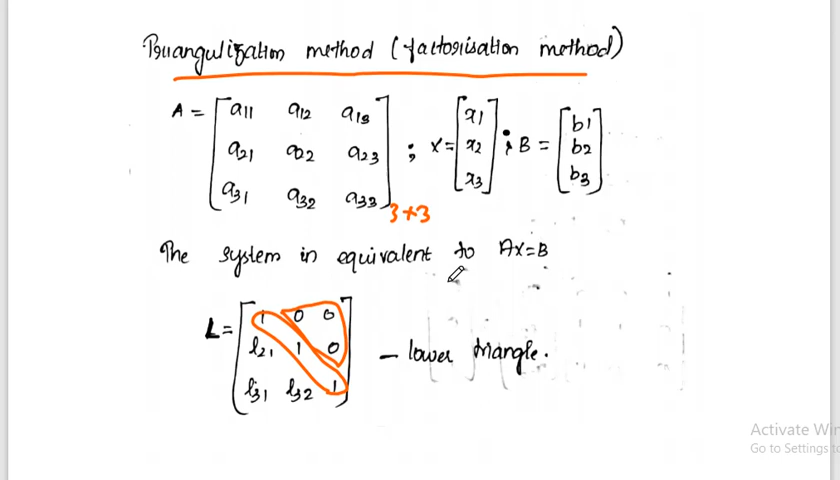 Triangulization method (factorisation method)
A = [a11 a12 a13
a21 a22 a23
a31 a32 a33] 3+3 ; X = [x1
x2
x3] ; B = [b1
b2
b3]
The system in equivalent to AX=B
L = [1 0 0
l21 1 0
l31 l32 1] – lower triangle.
Activate Win
Go to Settings to